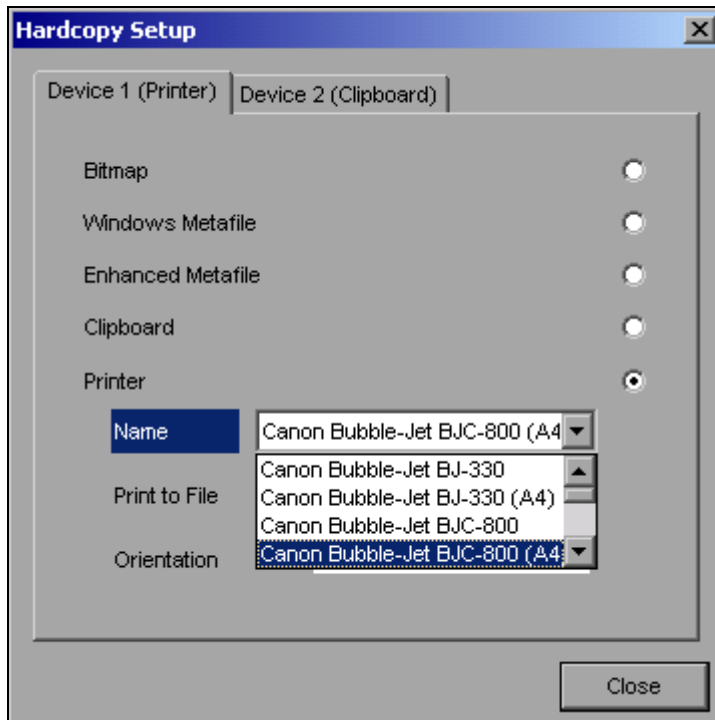 Hardcopy Setup
Device 1 (Printer) Device 2 (Clipboard)
Bitmap
Windows Metafile
Enhanced Metafile
Clipboard
Printer
Name Canon Bubble-Jet BJC-800 (A4
Canon Bubble-Jet BJ-330
Print to File Canon Bubble-Jet BJ-330 (A4)
Canon Bubble-Jet BJC-800
Orientation Canon Bubble-Jet BJC-800 (A4
Close